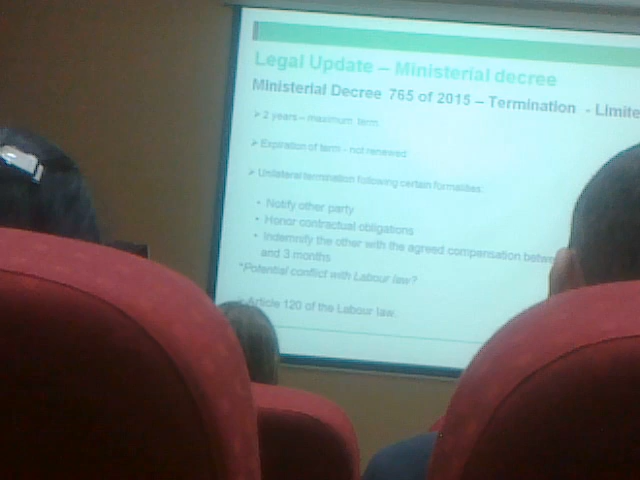 Legal Update – Ministerial decree
Ministerial Decree 765 of 2015 – Termination - Limite
➢ 2 years – maximum term
➢ Expiration of term - not renewed
➢ Unilateral termination following certain formalities:
• Notify other party
• Honor contractual obligations
• Indemnify the other with the agreed compensation betwe
and 3 months
*Potential conflict with Labour law?
Article 120 of the Labour law.